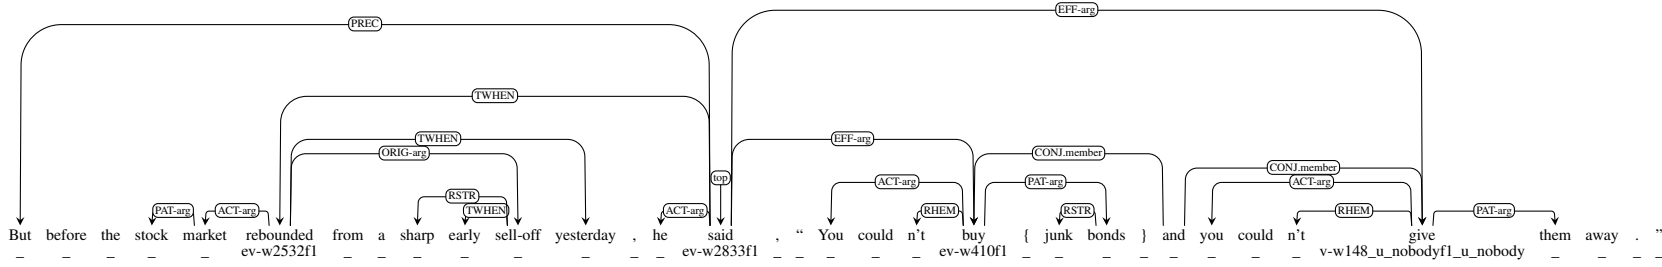 EFF-arg
PREC
TWHEN
TWHEN EFF-arg
ORIG-arg CONJ.member
CONJ.member
top ACT-arg PAT-arg ACT-arg
RSTR
PAT-arg ACT-arg TWHEN ACT-arg RHEM RSTR RHEM PAT-arg
But before the stock market rebounded from a sharp early sell-off yesterday , he said , “ You could n’t buy { junk bonds } and you could n’t give them away . ”
_ _ _ _ _ ev-w2532f1 _ _ _ _ _ _ _ _ ev-w2833f1 _ _ _ _ _ ev-w410f1 _ _ _ _ _ _ _ _ v-w148_u_nobodyf1_u_nobody _ _ _ _